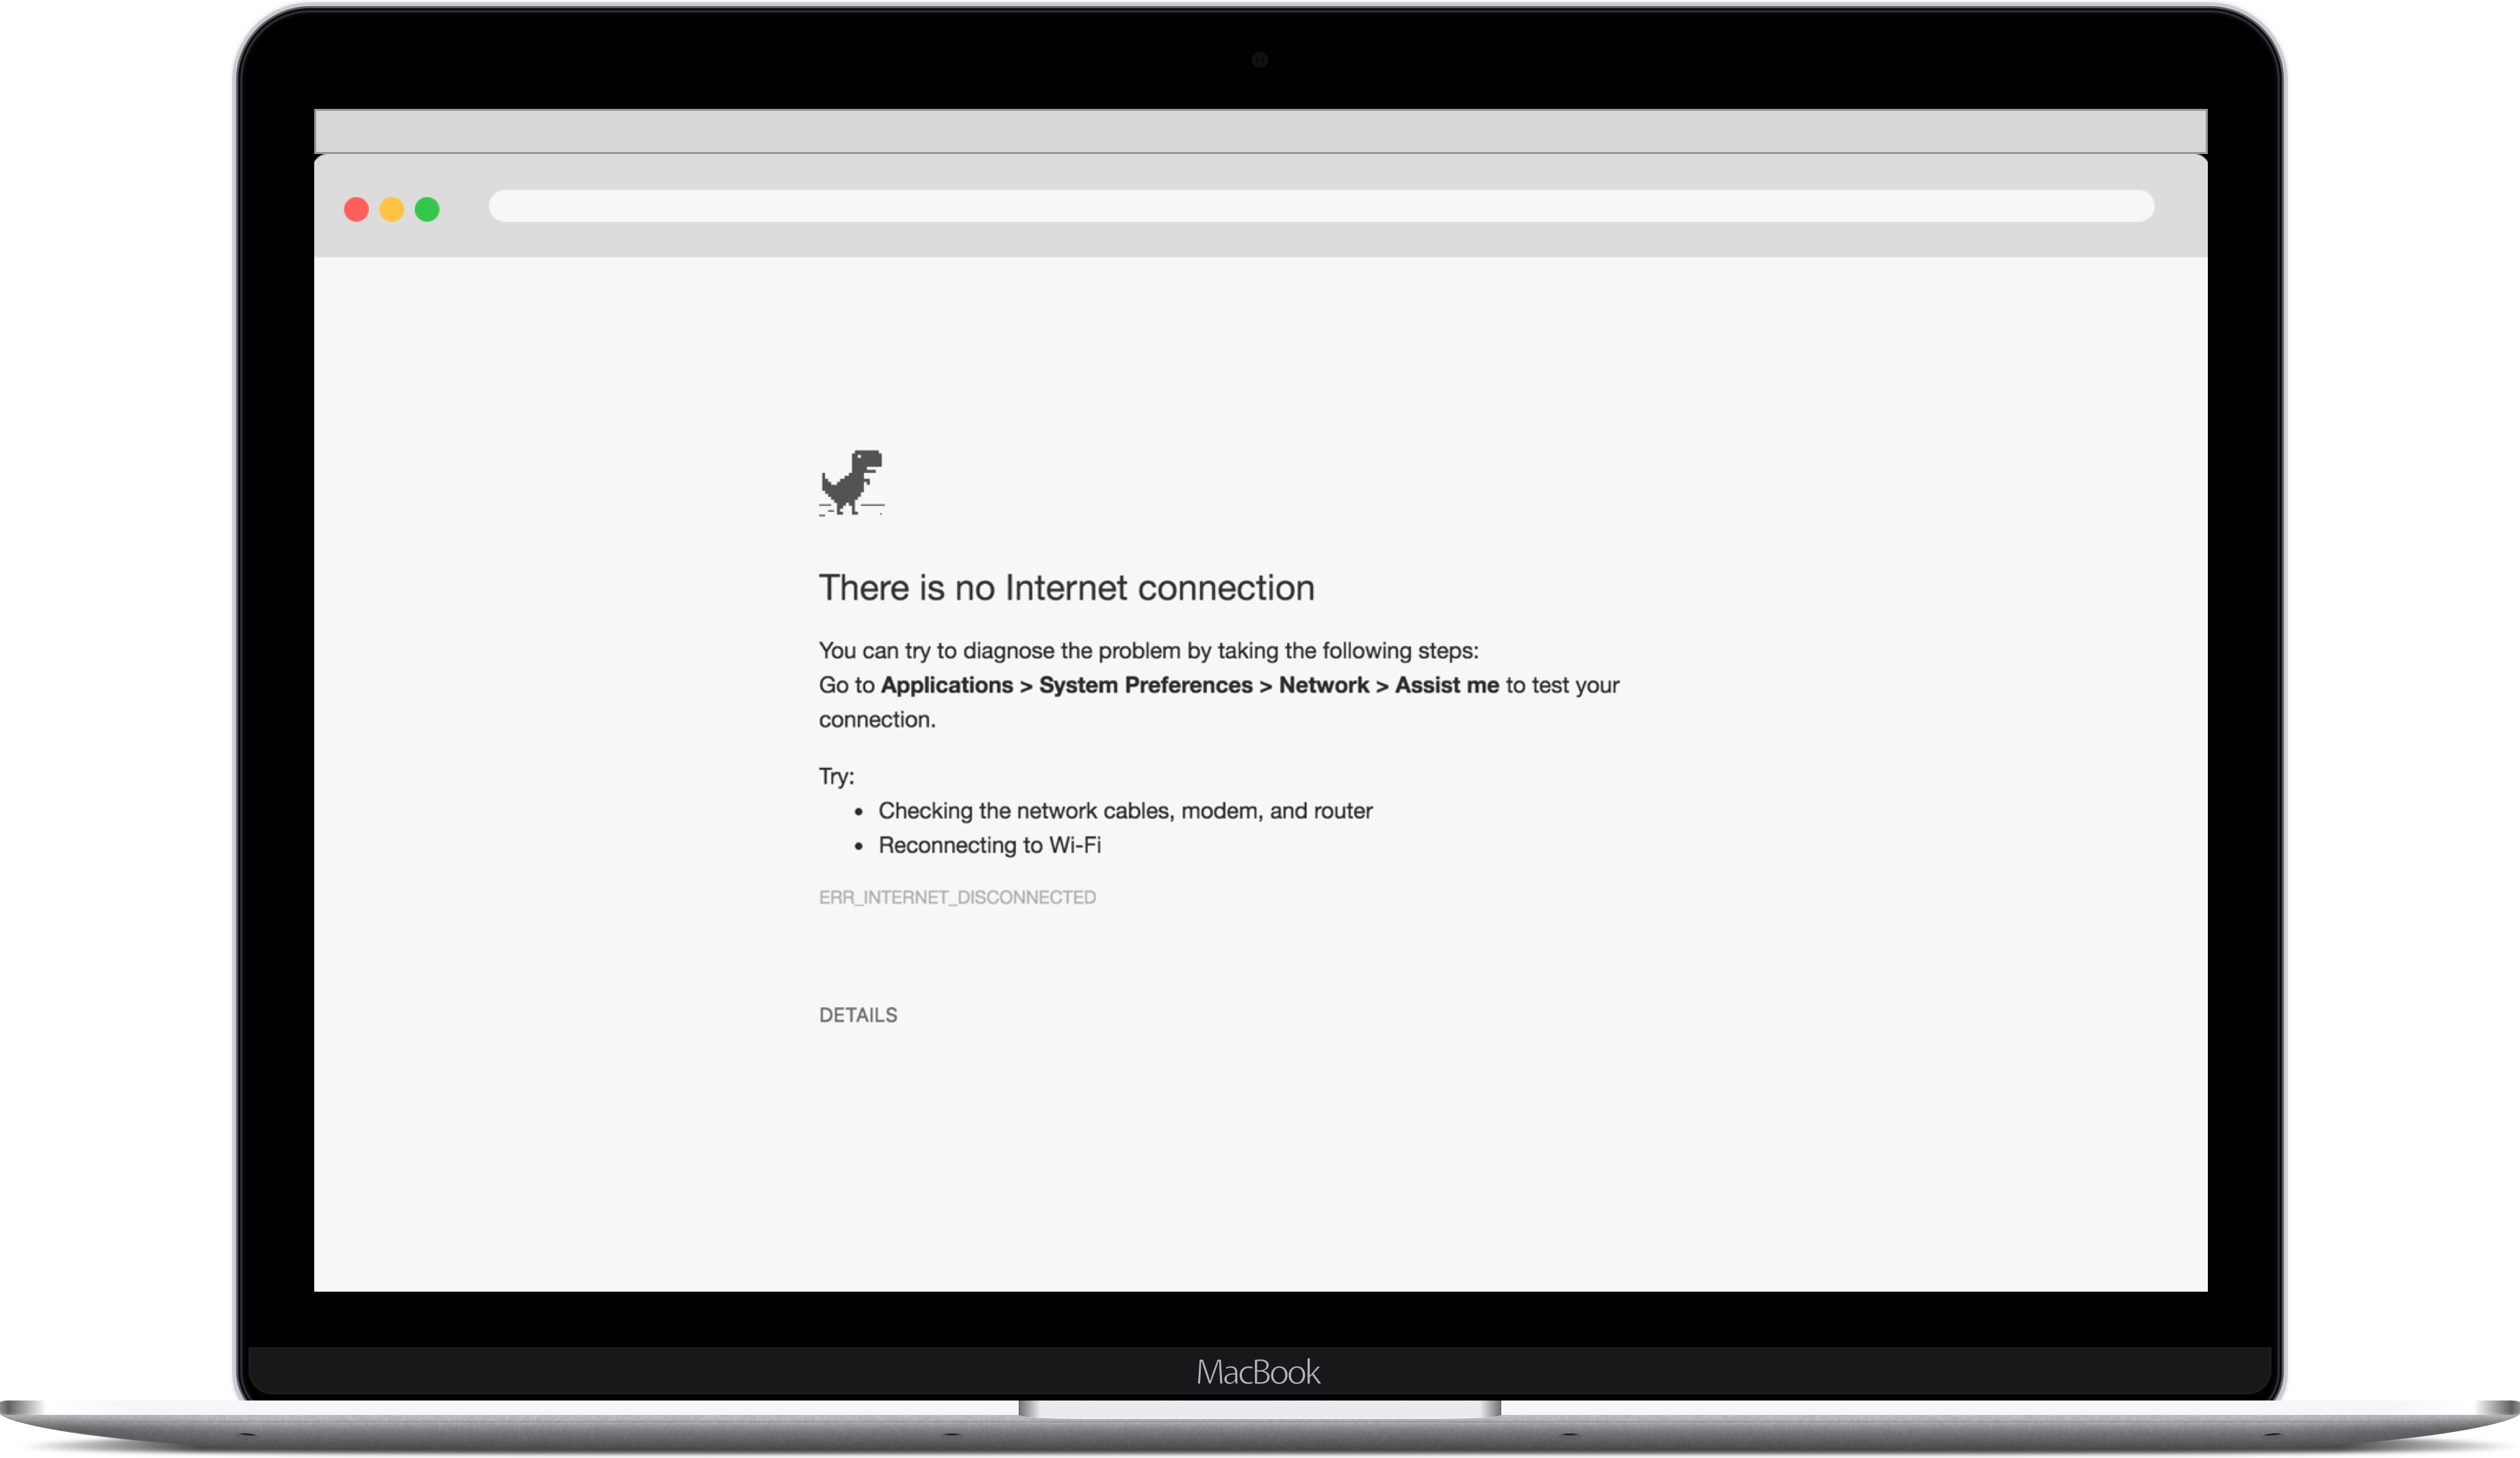 There is no Internet connection
You can try to diagnose the problem by taking the following steps:
Go to Applications > System Preferences > Network > Assist me to test your
connection.
Try:
• Checking the network cables, modem, and router
• Reconnecting to Wi-Fi
ERR_INTERNET_DISCONNECTED
DETAILS
MacBook